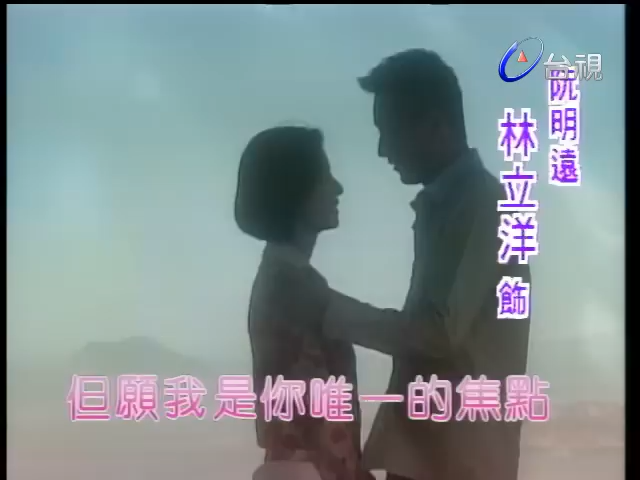 台視
阮明遠
林立洋 飾
但願我是你唯一的焦點